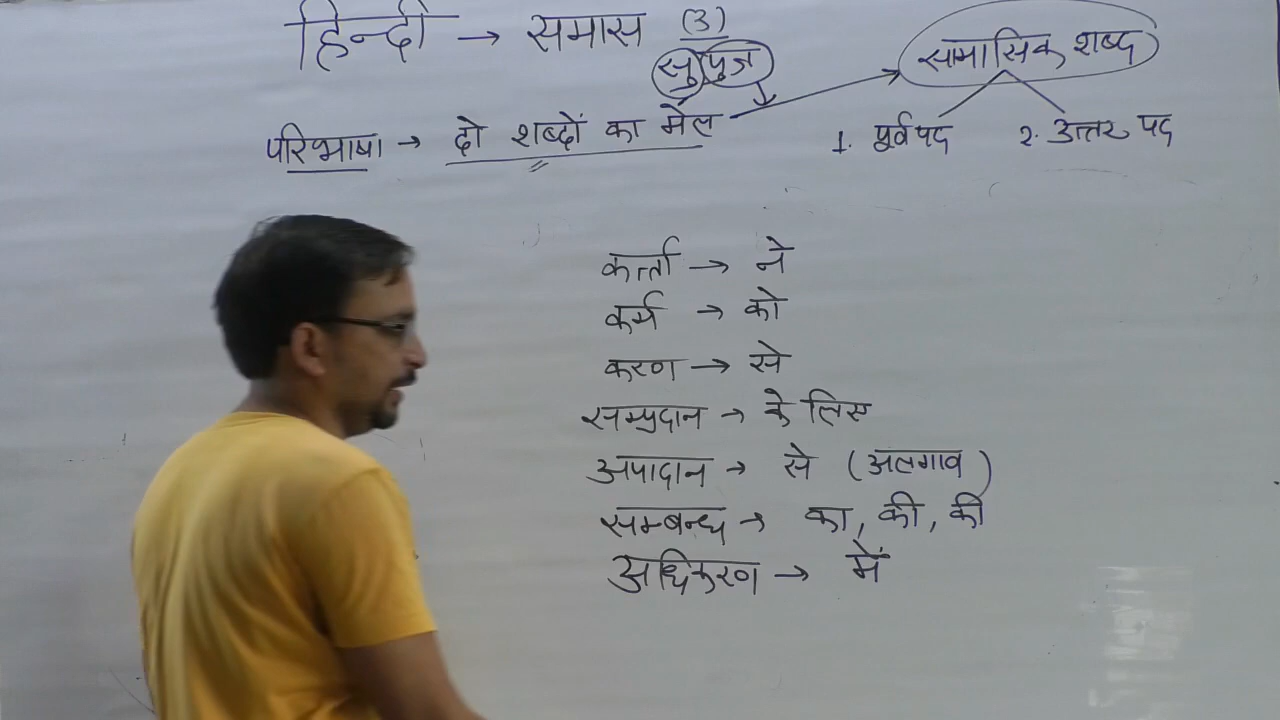 हिन्दी → समास (3)
सु पुत्र
सामासिक शब्द
परिभाषा → दो शब्दों का मेल
1. पूर्वपद 2. उत्तर पद
कर्त्ता → ने
कर्म → को
करण → से
सम्प्रदान → के लिए
अपादान → से (अलगाव)
सम्बन्ध → का, की, की
अधिकरण → में